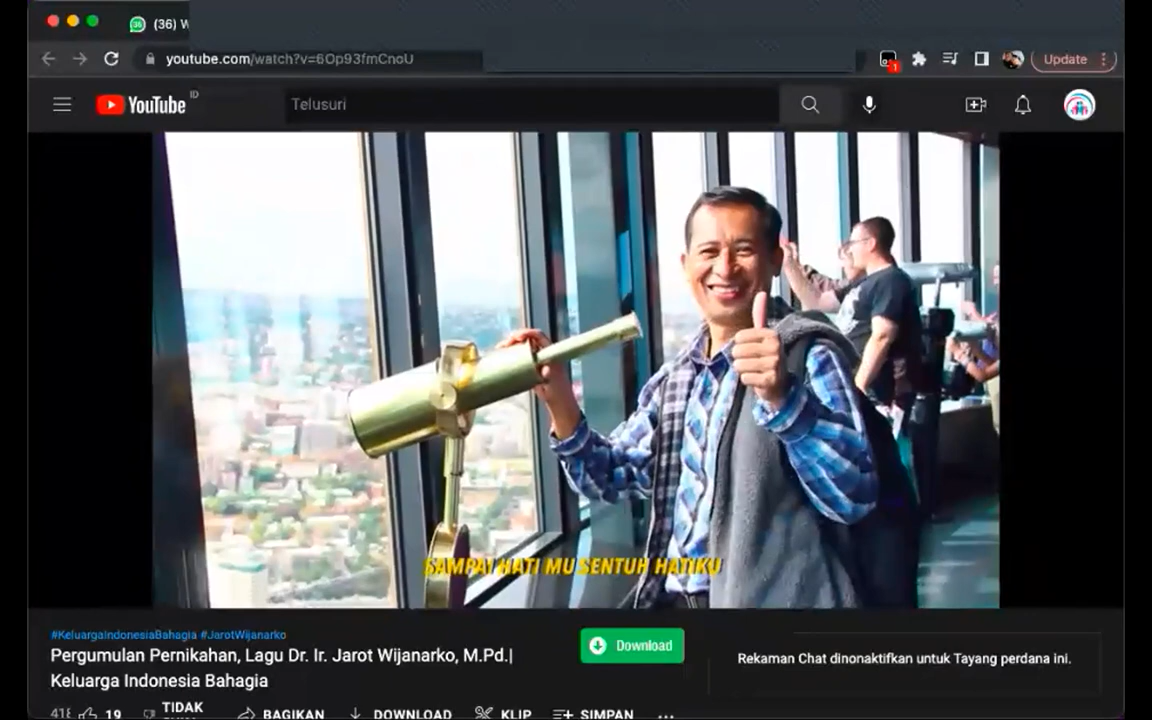 36
(36) W
youtube.com/watch?v=6Op93fmCnoU
1
Update
YouTube ID
Telusuri
SAMPAI HATI MU SENTUH HATIKU
#KeluargaIndonesiaBahagia #JarotWijanarko
Pergumulan Pernikahan, Lagu Dr. Ir. Jarot Wijanarko, M.Pd.|
Keluarga Indonesia Bahagia
Download
Rekaman Chat dinonaktifkan untuk Tayang perdana ini.
19
TIDAK
BAGIKAN
DOWNLOAD
KLIP
SIMPAN